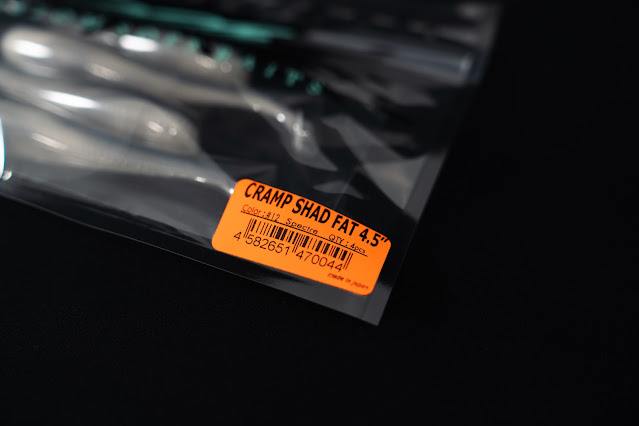 CRAMP SHAD FAT 4.5"
Color:#12 Spectre QTY:4pcs
4 582651 470044
made in japan